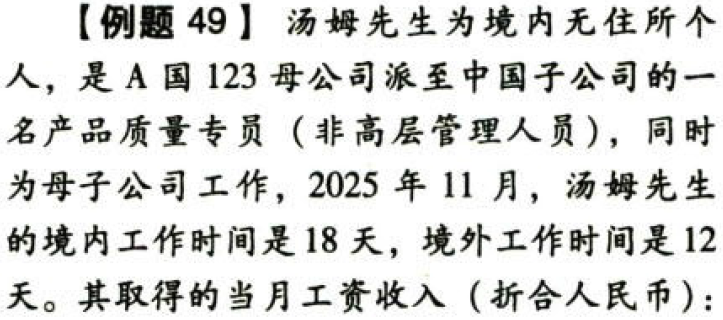 【例题 49】 汤姆先生为境内无住所个
人，是 A 国 123 母公司派至中国子公司的一
名产品质量专员（非高层管理人员），同时
为母子公司工作，2025 年 11 月，汤姆先生
的境内工作时间是 18 天，境外工作时间是 12
天。其取得的当月工资收入（折合人民币）：